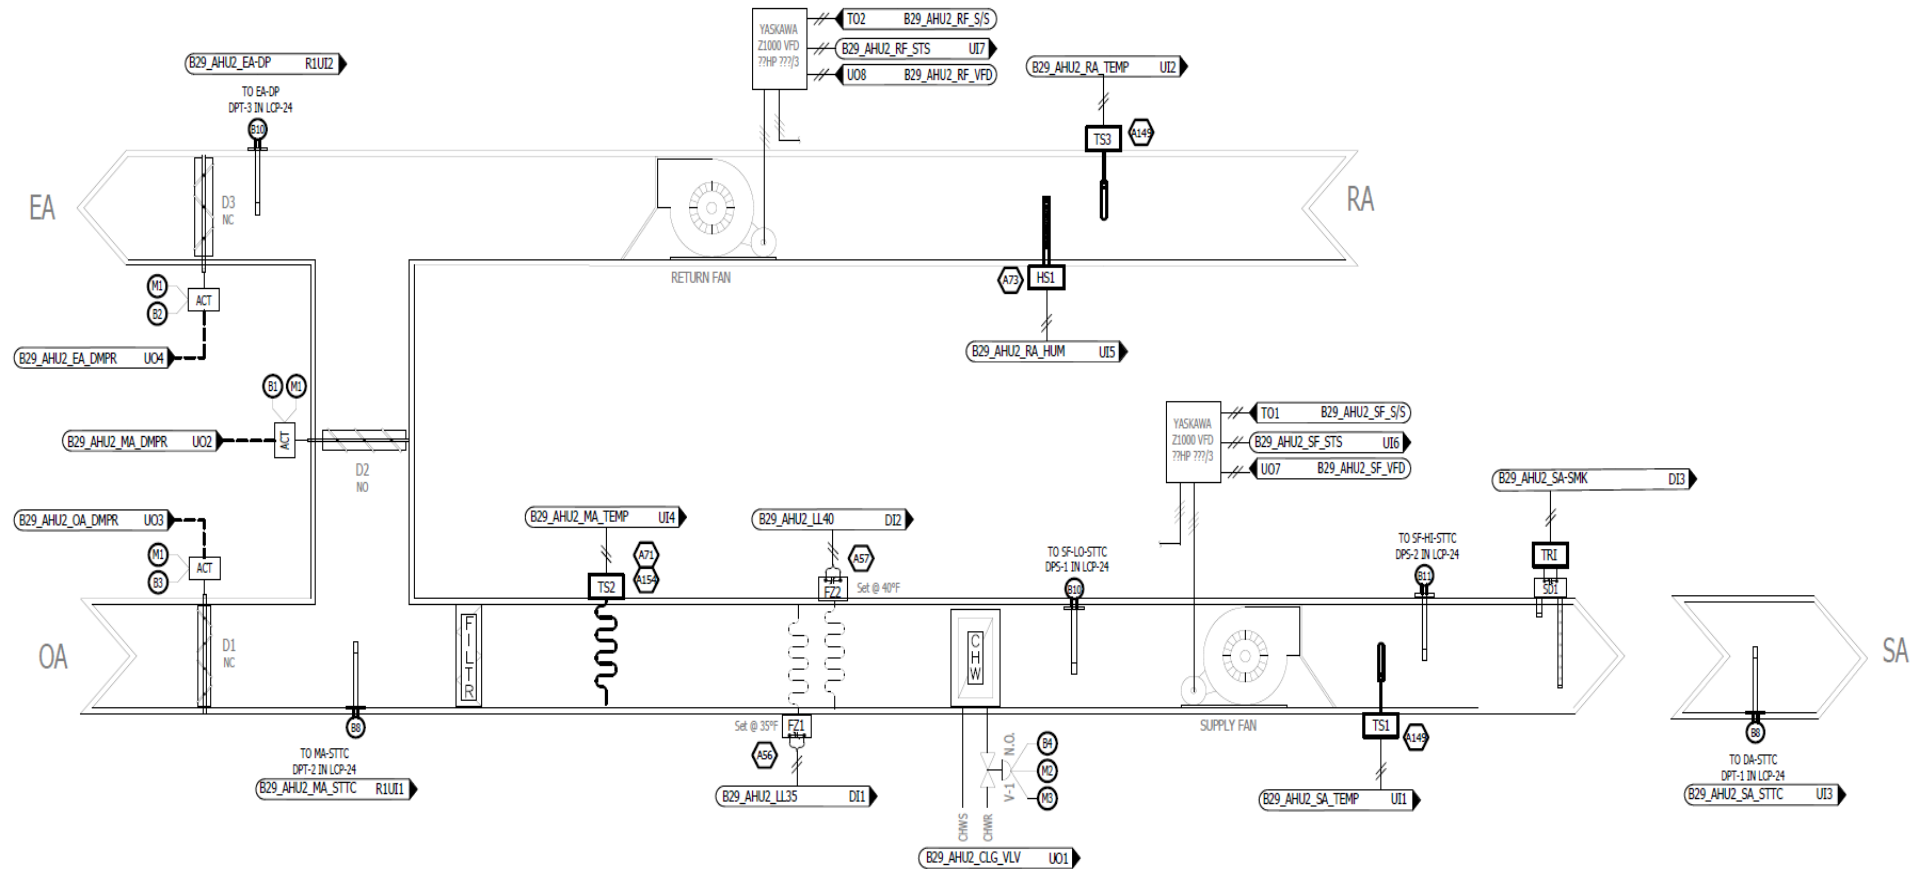 YASKAWA
Z1000 VFD
??HP ???/3
TO2 B29_AHU2_RF_S/S
B29_AHU2_RF_STS UI7
UO8 B29_AHU2_RF_VFD
B29_AHU2_EA-DP R1UI2
TO EA-DP
DPT-3 IN LCP-24
B10
B29_AHU2_RA_TEMP UI2
TS3
A149
EA
D3
NC
RA
RETURN FAN
A73
HS1
B29_AHU2_RA_HUM UI5
M1
B2
ACT
B29_AHU2_EA_DMPR UO4
B1
M1
ACT
B29_AHU2_MA_DMPR UO2
D2
NO
B29_AHU2_OA_DMPR UO3
M1
B3
ACT
YASKAWA
Z1000 VFD
??HP ???/3
TO1 B29_AHU2_SF_S/S
B29_AHU2_SF_STS UI6
UO7 B29_AHU2_SF_VFD
B29_AHU2_SA-SMK DI3
B29_AHU2_MA_TEMP UI4
A71
A154
TS2
B29_AHU2_LL40 DI2
A57
FZ2
Set @ 40°F
TO SF-LO-STTC
DPS-1 IN LCP-24
B10
TO SF-HI-STTC
DPS-2 IN LCP-24
B11
TRI
SD1
OA
D1
NC
FILTR
CHW
SA
B8
TO MA-STTC
DPT-2 IN LCP-24
B29_AHU2_MA_STTC R1UI1
Set @ 35°F
FZ1
A56
B29_AHU2_LL35 DI1
CHWS
CHWR
V-1 N.O.
B4
M2
M3
B29_AHU2_CLG_VLV UO1
SUPPLY FAN
TS1
A149
B29_AHU2_SA_TEMP UI1
B8
TO DA-STTC
DPT-1 IN LCP-24
B29_AHU2_SA_STTC UI3